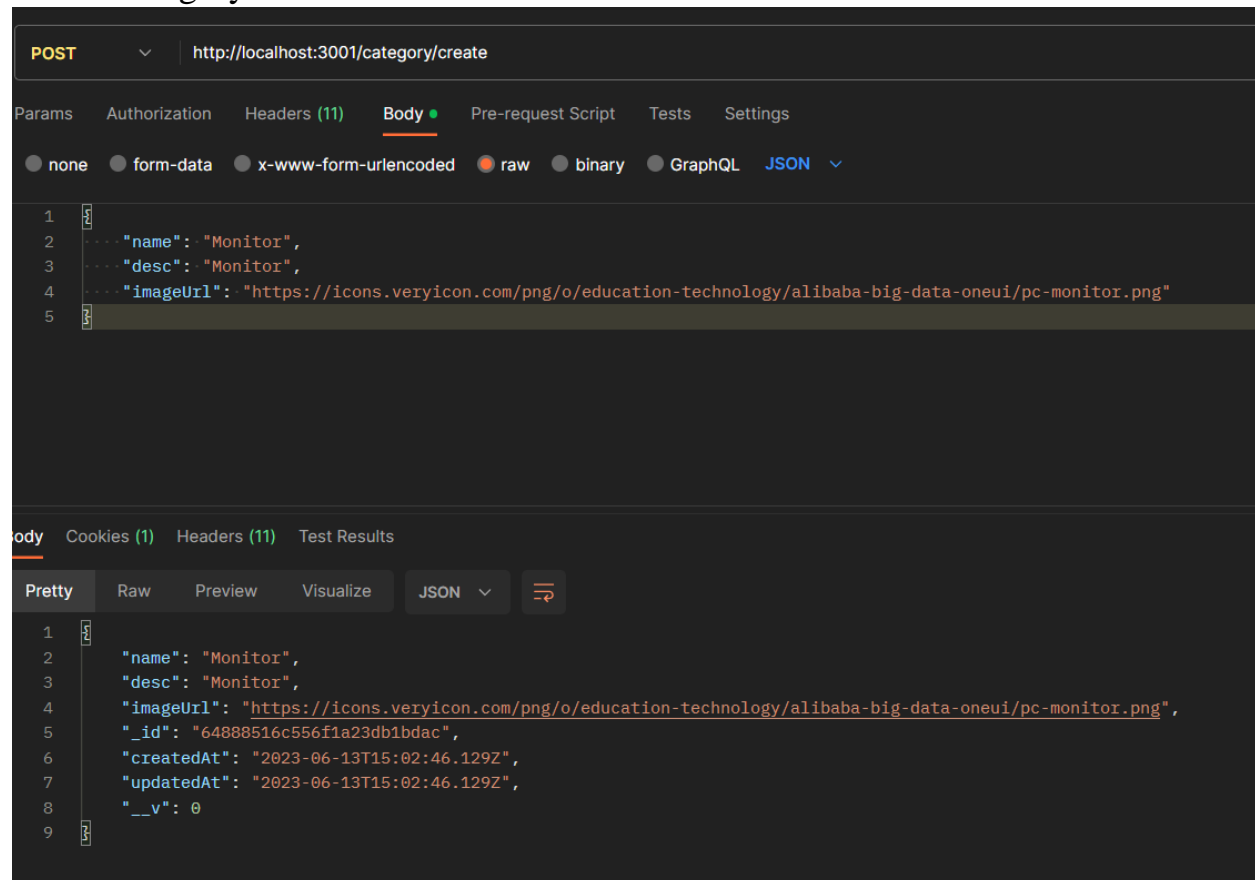 POST http://localhost:3001/category/create
Params Authorization Headers (11) Body Pre-request Script Tests Settings
none form-data x-www-form-urlencoded raw binary GraphQL JSON
1 {
2 "name": "Monitor",
3 "desc": "Monitor",
4 "imageUrl": "https://icons.veryicon.com/png/o/education-technology/alibaba-big-data-oneui/pc-monitor.png"
5 }
ody Cookies (1) Headers (11) Test Results
Pretty Raw Preview Visualize JSON
1 {
2 "name": "Monitor",
3 "desc": "Monitor",
4 "imageUrl": "https://icons.veryicon.com/png/o/education-technology/alibaba-big-data-oneui/pc-monitor.png",
5 "_id": "64888516c556f1a23db1bdac",
6 "createdAt": "2023-06-13T15:02:46.129Z",
7 "updatedAt": "2023-06-13T15:02:46.129Z",
8 "__v": 0
9 }